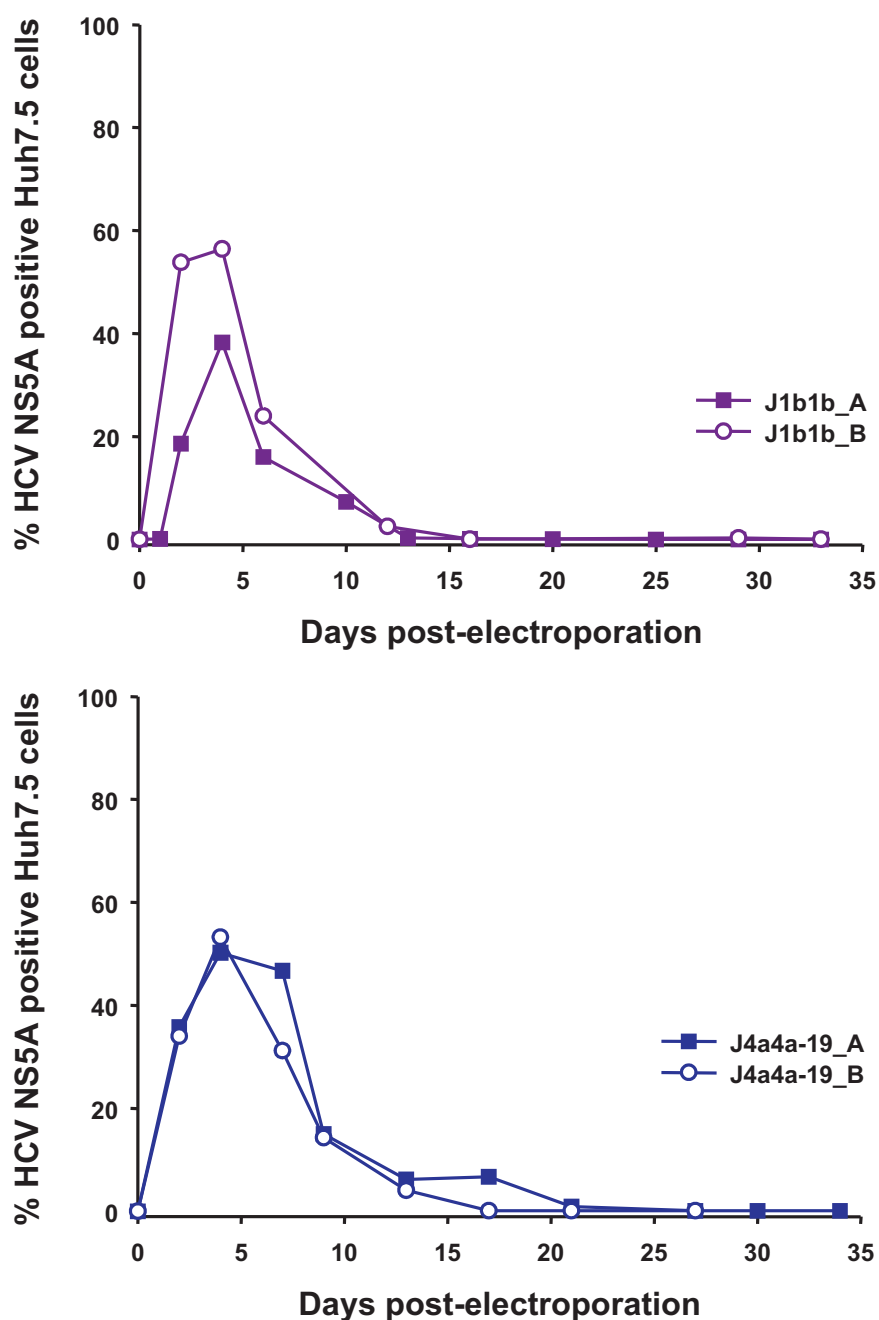 % HCV NS5A positive Huh7.5 cells
100
80
60
40
20
0
0 5 10 15 20 25 30 35
Days post-electroporation
J1b1b_A
J1b1b_B
% HCV NS5A positive Huh7.5 cells
100
80
60
40
20
0
0 5 10 15 20 25 30 35
Days post-electroporation
J4a4a-19_A
J4a4a-19_B